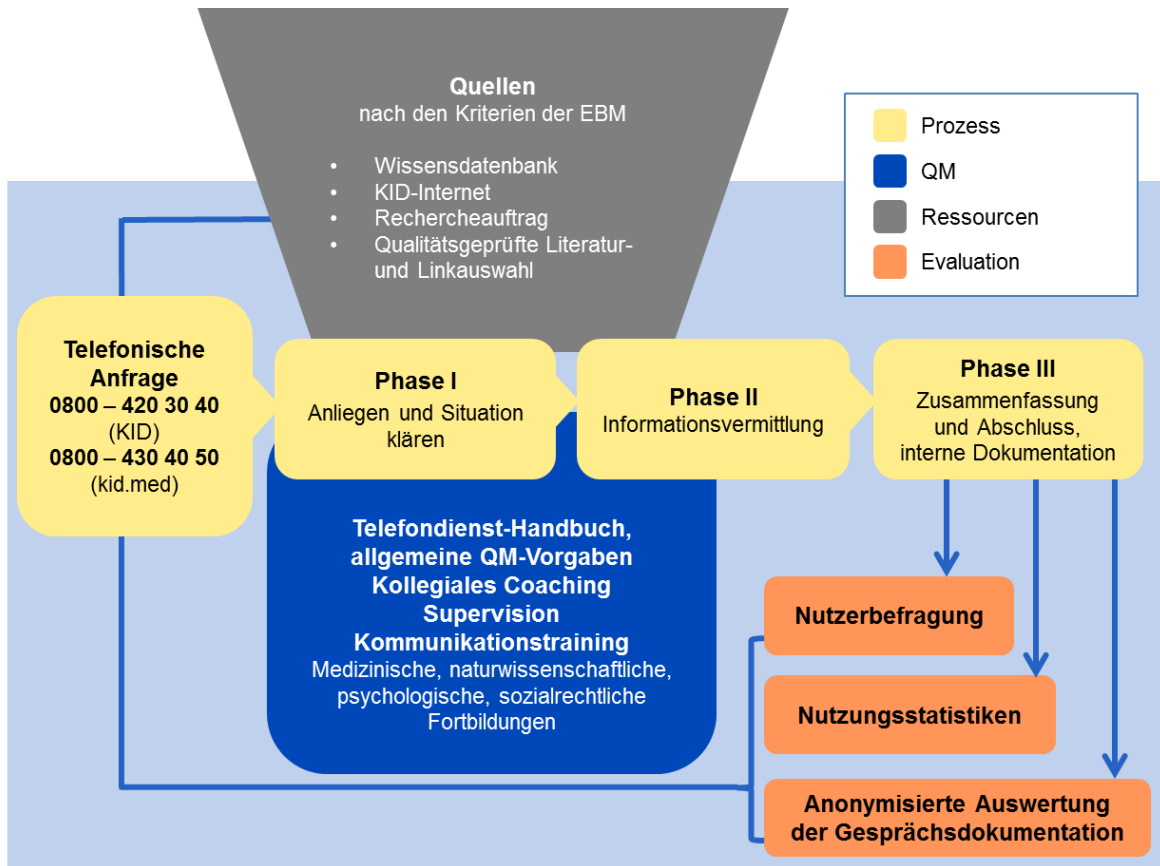 Quellen
nach den Kriterien der EBM
• Wissensdatenbank
• KID-Internet
• Rechercheauftrag
• Qualitätsgeprüfte Literatur-
und Linkauswahl
Prozess
QM
Ressourcen
Evaluation
Telefonische
Anfrage
0800 – 420 30 40
(KID)
0800 – 430 40 50
(kid.med)
Phase I
Anliegen und Situation
klären
Phase II
Informationsvermittlung
Phase III
Zusammenfassung
und Abschluss,
interne Dokumentation
Telefondienst-Handbuch,
allgemeine QM-Vorgaben
Kollegiales Coaching
Supervision
Kommunikationstraining
Medizinische, naturwissenschaftliche,
psychologische, sozialrechtliche
Fortbildungen
Nutzerbefragung
Nutzungsstatistiken
Anonymisierte Auswertung
der Gesprächsdokumentation